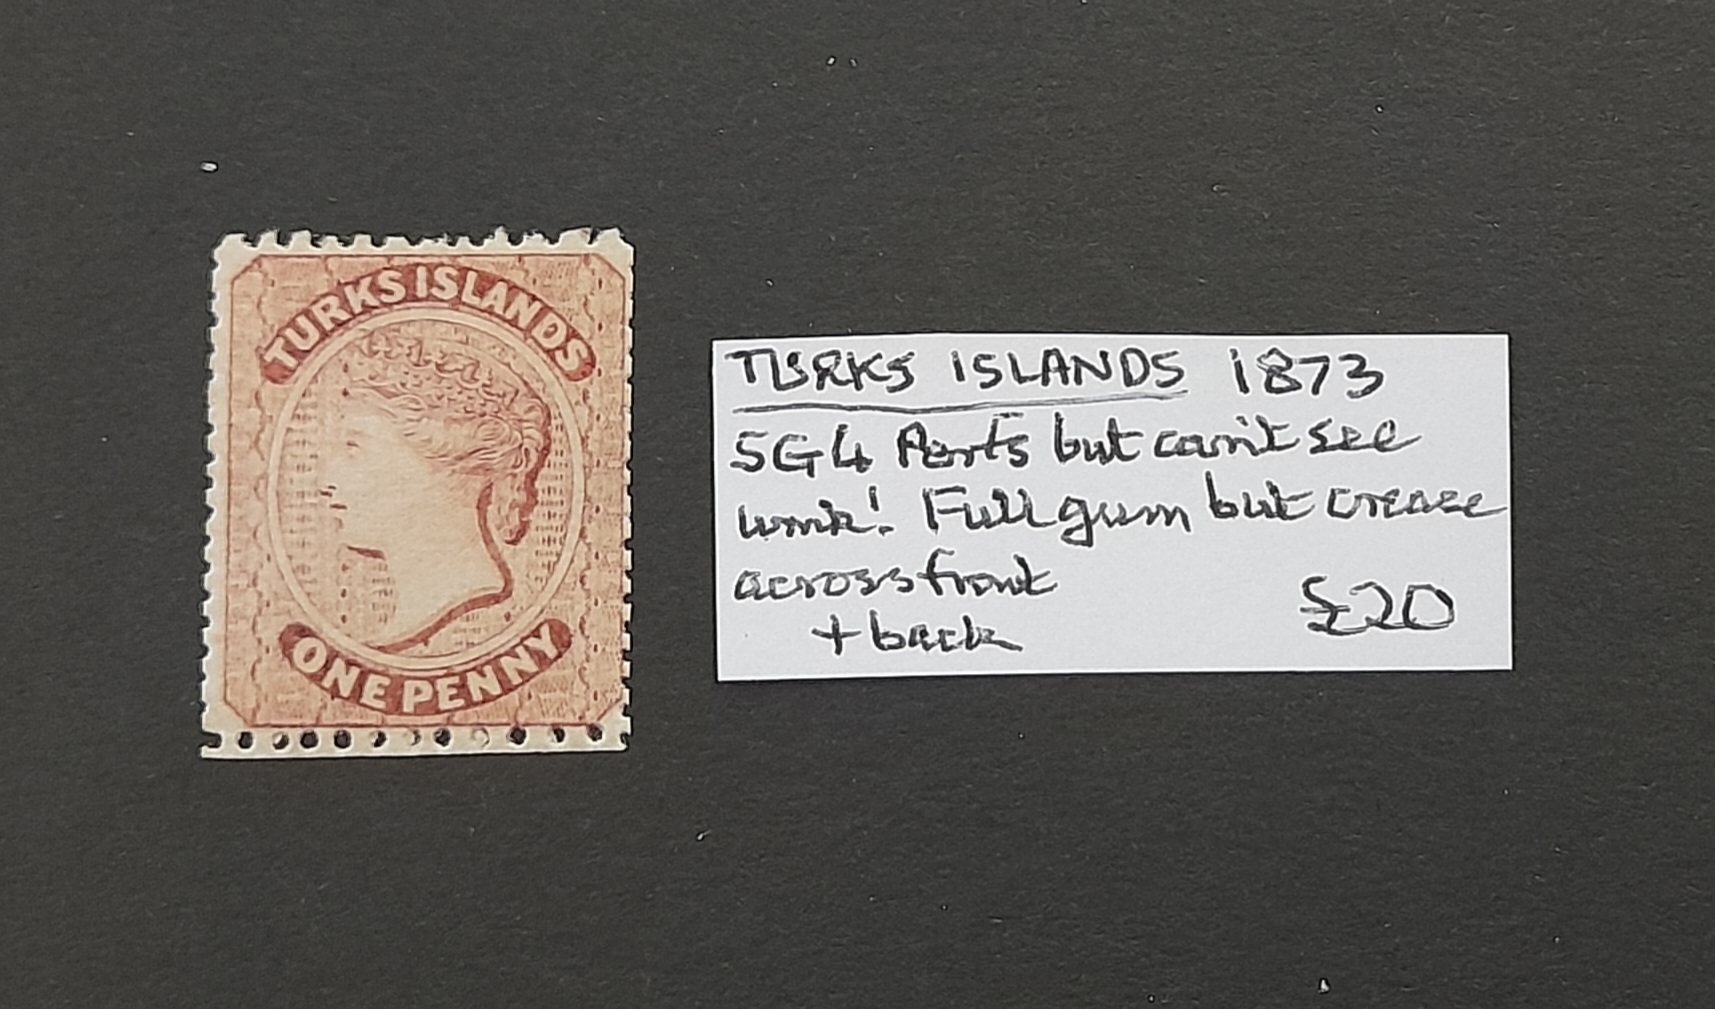 TURKS ISLANDS
ONE PENNY
TURKS ISLANDS 1873
SG4 Perfs but can't see
wmk! Full gum but crease
across front
+ back
£20